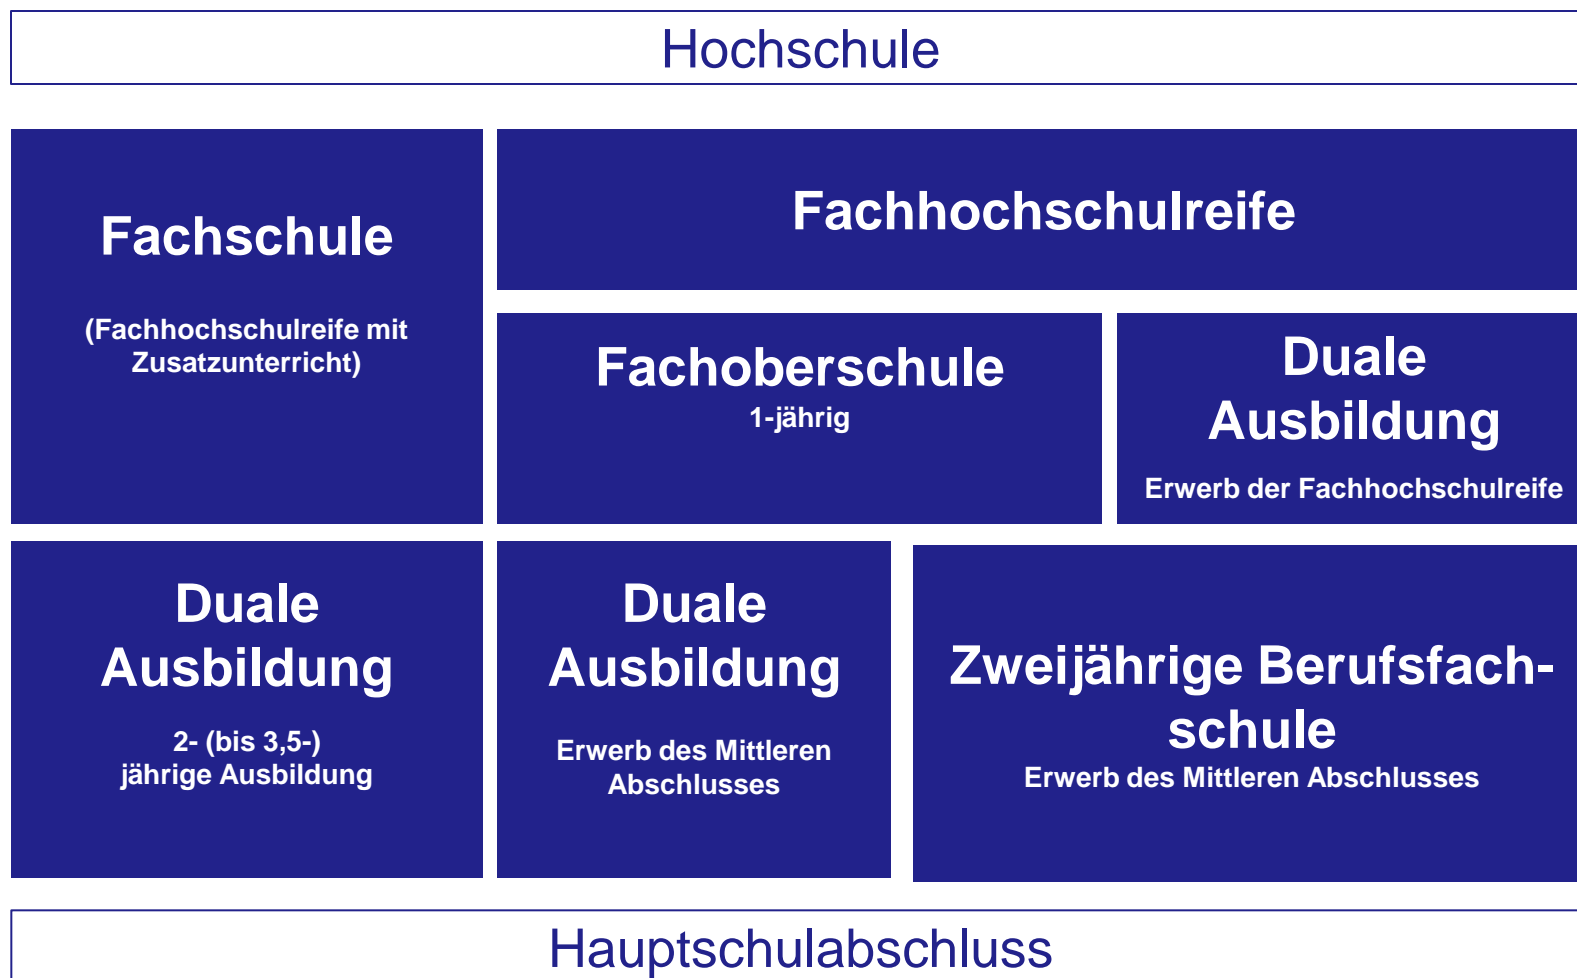 Hochschule
Fachschule
(Fachhochschulreife mit
Zusatzunterricht)
Fachhochschulreife
Fachoberschule
1-jährig
Duale
Ausbildung
Erwerb der Fachhochschulreife
Duale
Ausbildung
2- (bis 3,5-)
jährige Ausbildung
Duale
Ausbildung
Erwerb des Mittleren
Abschlusses
Zweijährige Berufsfach-
schule
Erwerb des Mittleren Abschlusses
Hauptschulabschluss